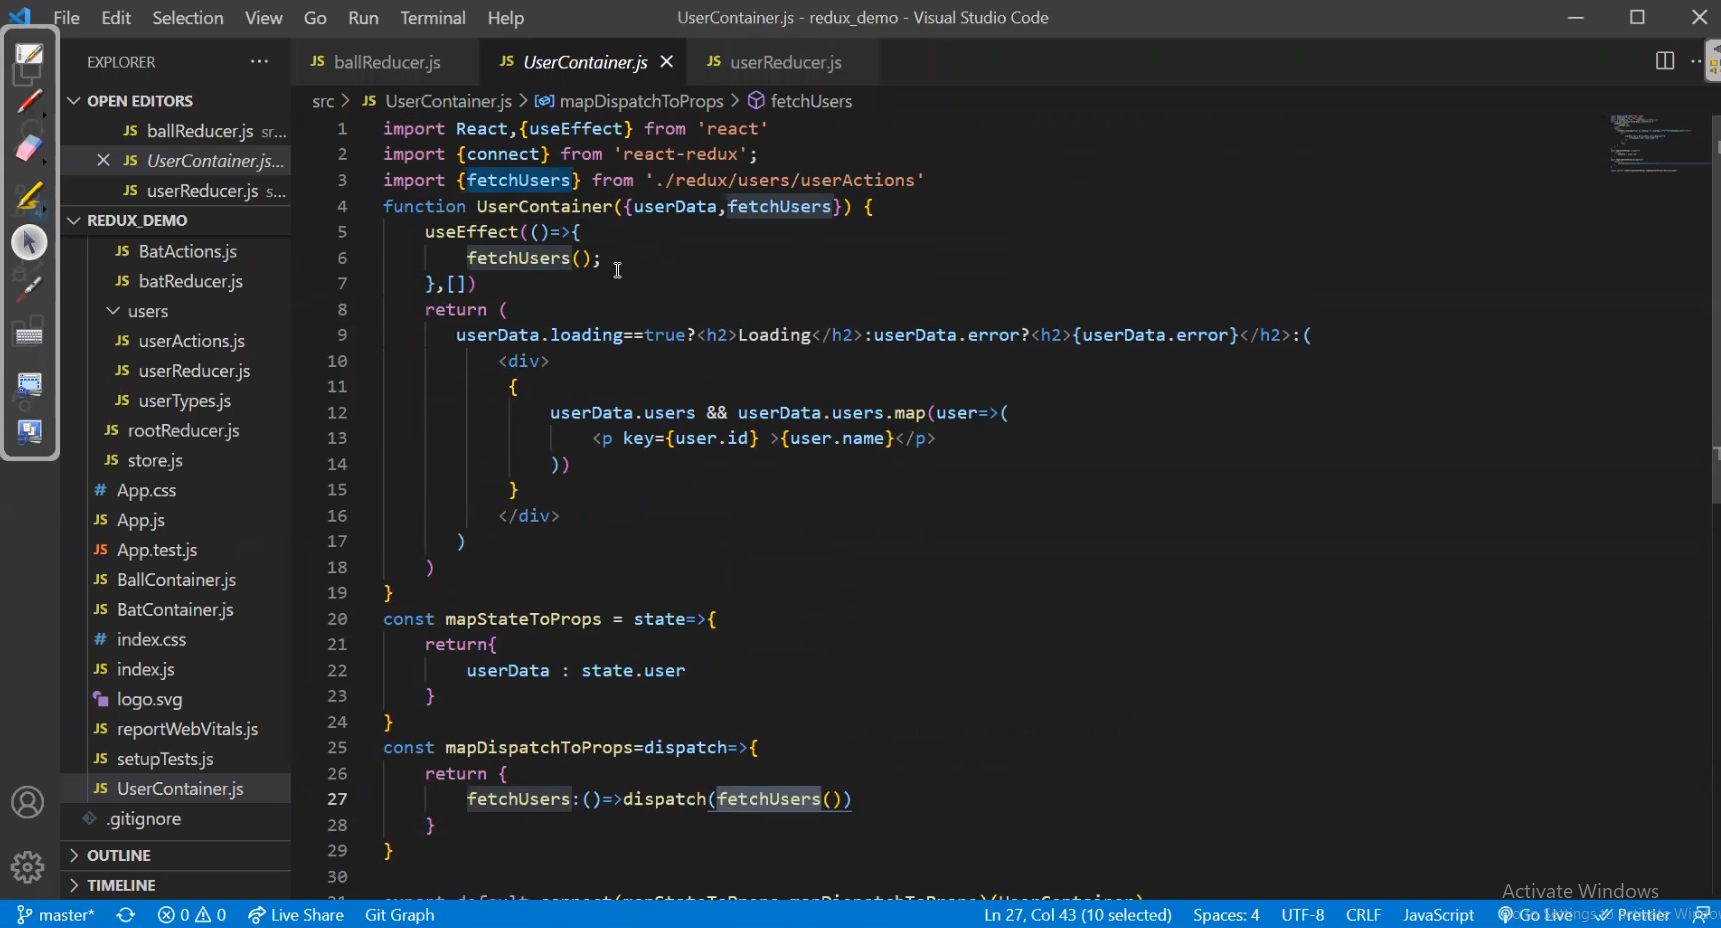 File Edit Selection View Go Run Terminal Help UserContainer.js - redux_demo - Visual Studio Code
EXPLORER
OPEN EDITORS
JS ballReducer.js sr...
JS UserContainer.js...
JS userReducer.js s...
REDUX_DEMO
JS BatActions.js
JS batReducer.js
users
JS userActions.js
JS userReducer.js
JS userTypes.js
JS rootReducer.js
JS store.js
# App.css
JS App.js
JS App.test.js
JS BallContainer.js
JS BatContainer.js
# index.css
JS index.js
logo.svg
JS reportWebVitals.js
JS setupTests.js
JS UserContainer.js
.gitignore
OUTLINE
TIMELINE
JS ballReducer.js JS UserContainer.js JS userReducer.js
src > JS UserContainer.js > mapDispatchToProps > fetchUsers
1 import React,{useEffect} from 'react'
2 import {connect} from 'react-redux';
3 import {fetchUsers} from './redux/users/userActions'
4 function UserContainer({userData,fetchUsers}) {
5 useEffect(()=>{
6 fetchUsers();
7 },[])
8 return (
9 userData.loading==true?<h2>Loading</h2>:userData.error?<h2>{userData.error}</h2>:(
10 <div>
11 {
12 userData.users && userData.users.map(user=>(
13 <p key={user.id} >{user.name}</p>
14 ))
15 }
16 </div>
17 )
18 )
19 }
20 const mapStateToProps = state=>{
21 return{
22 userData : state.user
23 }
24 }
25 const mapDispatchToProps=dispatch=>{
26 return {
27 fetchUsers:()=>dispatch(fetchUsers())
28 }
29 }
30
31 export default connect(mapStateToProps,mapDispatchToProps)(UserContainer)
Activate Windows
master* 0 0 Live Share Git Graph Ln 27, Col 43 (10 selected) Spaces: 4 UTF-8 CRLF JavaScript Go Live Prettier